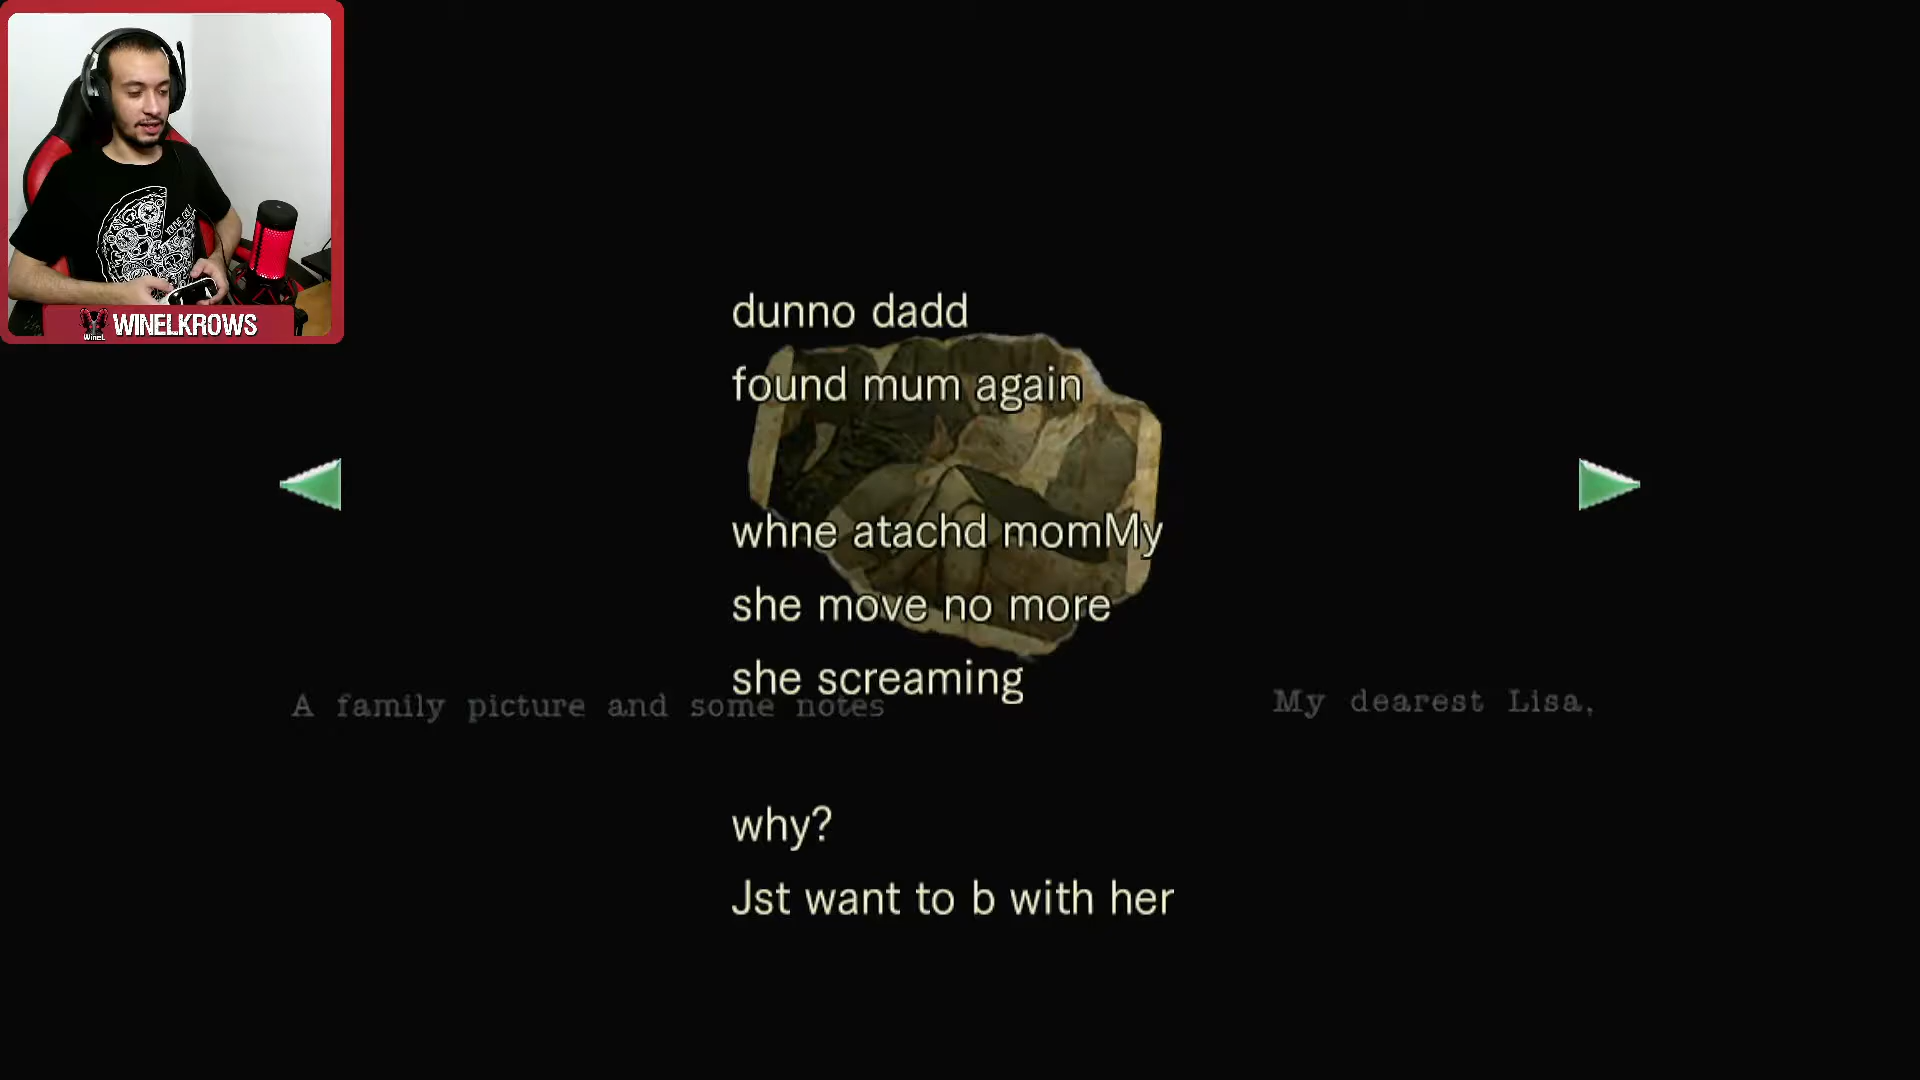 WINELKROWS
WineL
dunno dadd
found mum again
whne atachd momMy
she move no more
she screaming
A family picture and some notes
My dearest Lisa,
why?
Jst want to b with her